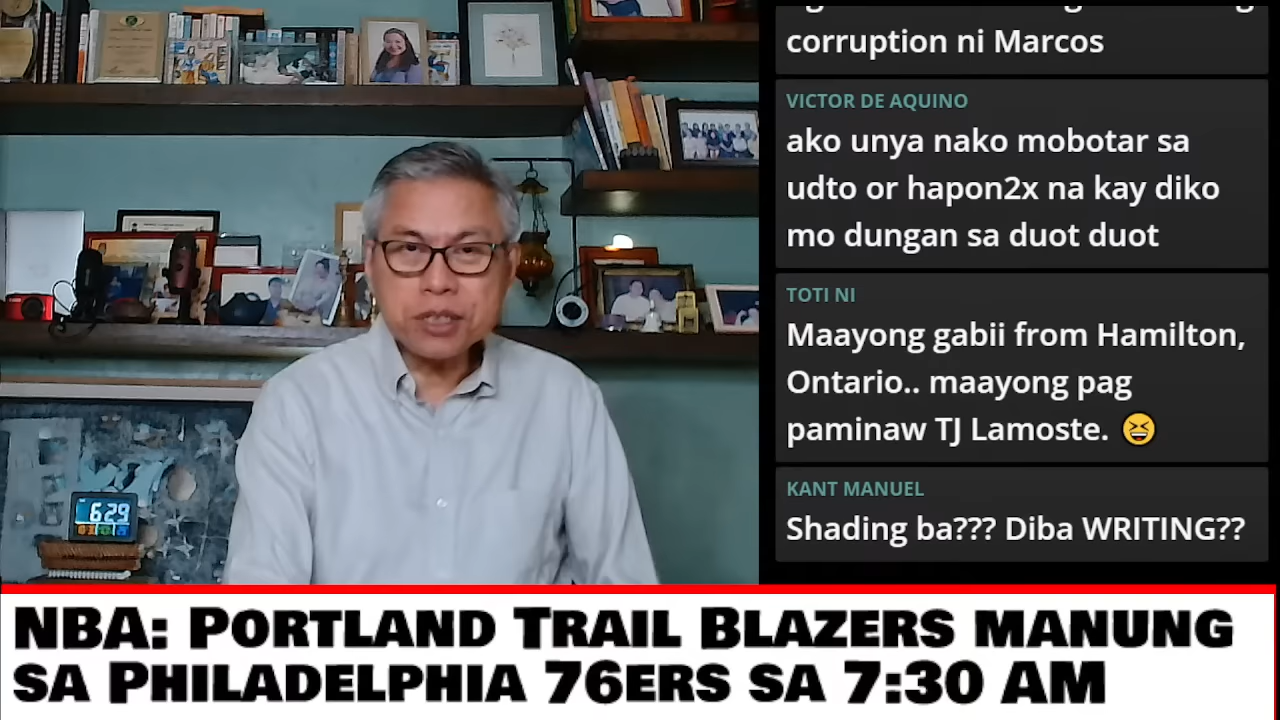 corruption ni Marcos
VICTOR DE AQUINO
ako unya nako mobotar sa
udto or hapon2x na kay diko
mo dungan sa duot duot
TOTI NI
Maayong gabii from Hamilton,
Ontario.. maayong pag
paminaw TJ Lamoste. 😆
KANT MANUEL
Shading ba??? Diba WRITING??
6:29
NBA: PORTLAND TRAIL BLAZERS MANUNG
SA PHILADELPHIA 76ERS SA 7:30 AM